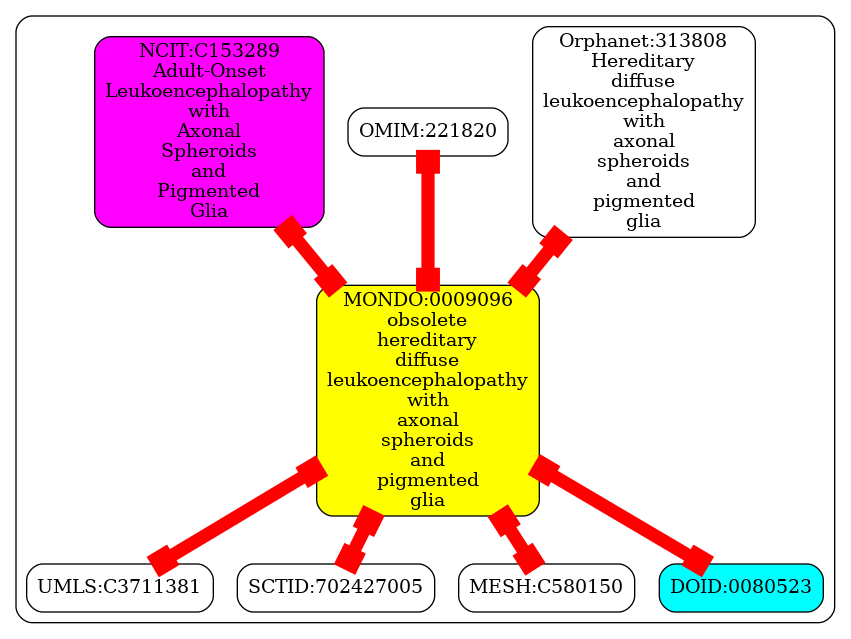 NCIT:C153289
Adult-Onset
Leukoencephalopathy
with
Axonal
Spheroids
and
Pigmented
Glia
OMIM:221820
Orphanet:313808
Hereditary
diffuse
leukoencephalopathy
with
axonal
spheroids
and
pigmented
glia
MONDO:0009096
obsolete
hereditary
diffuse
leukoencephalopathy
with
axonal
spheroids
and
pigmented
glia
UMLS:C3711381
SCTID:702427005
MESH:C580150
DOID:0080523